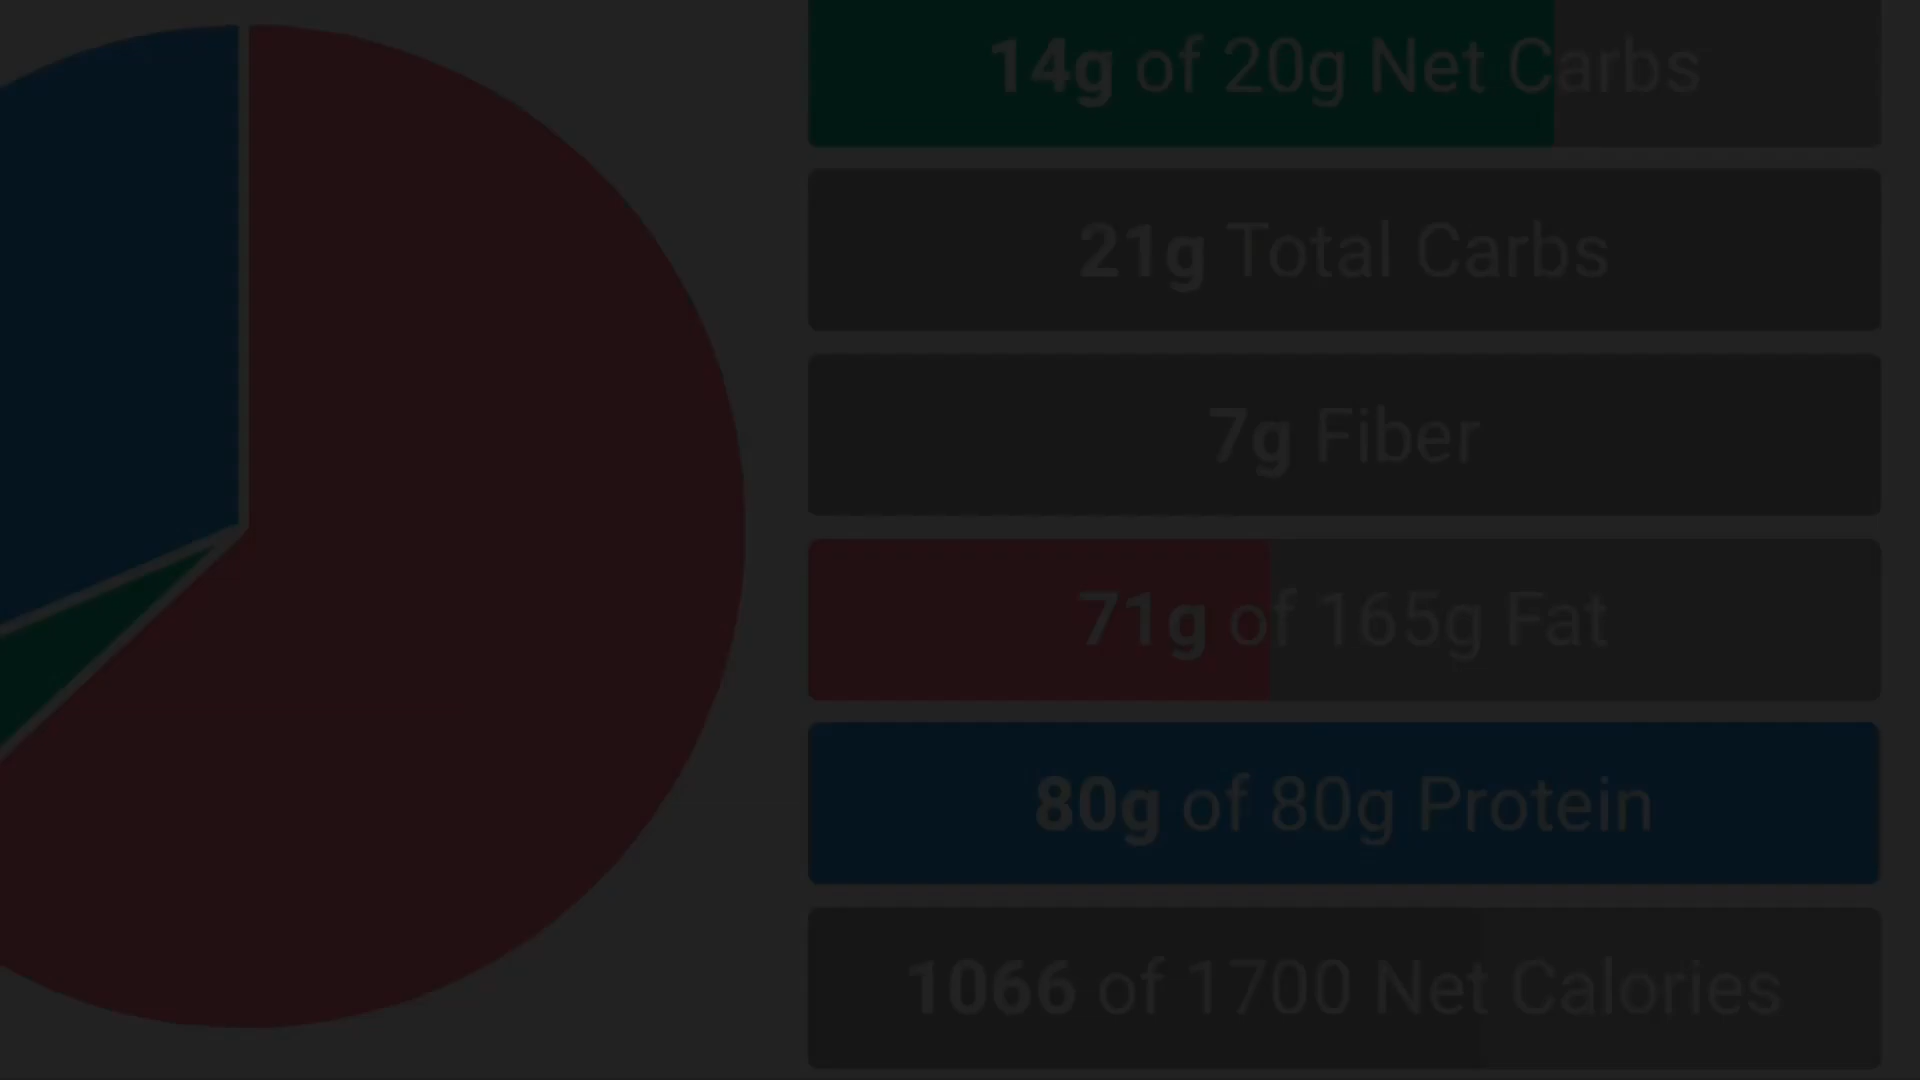 14g of 20g Net Carbs
21g Total Carbs
7g Fiber
71g of 165g Fat
80g of 80g Protein
1066 of 1700 Net Calories